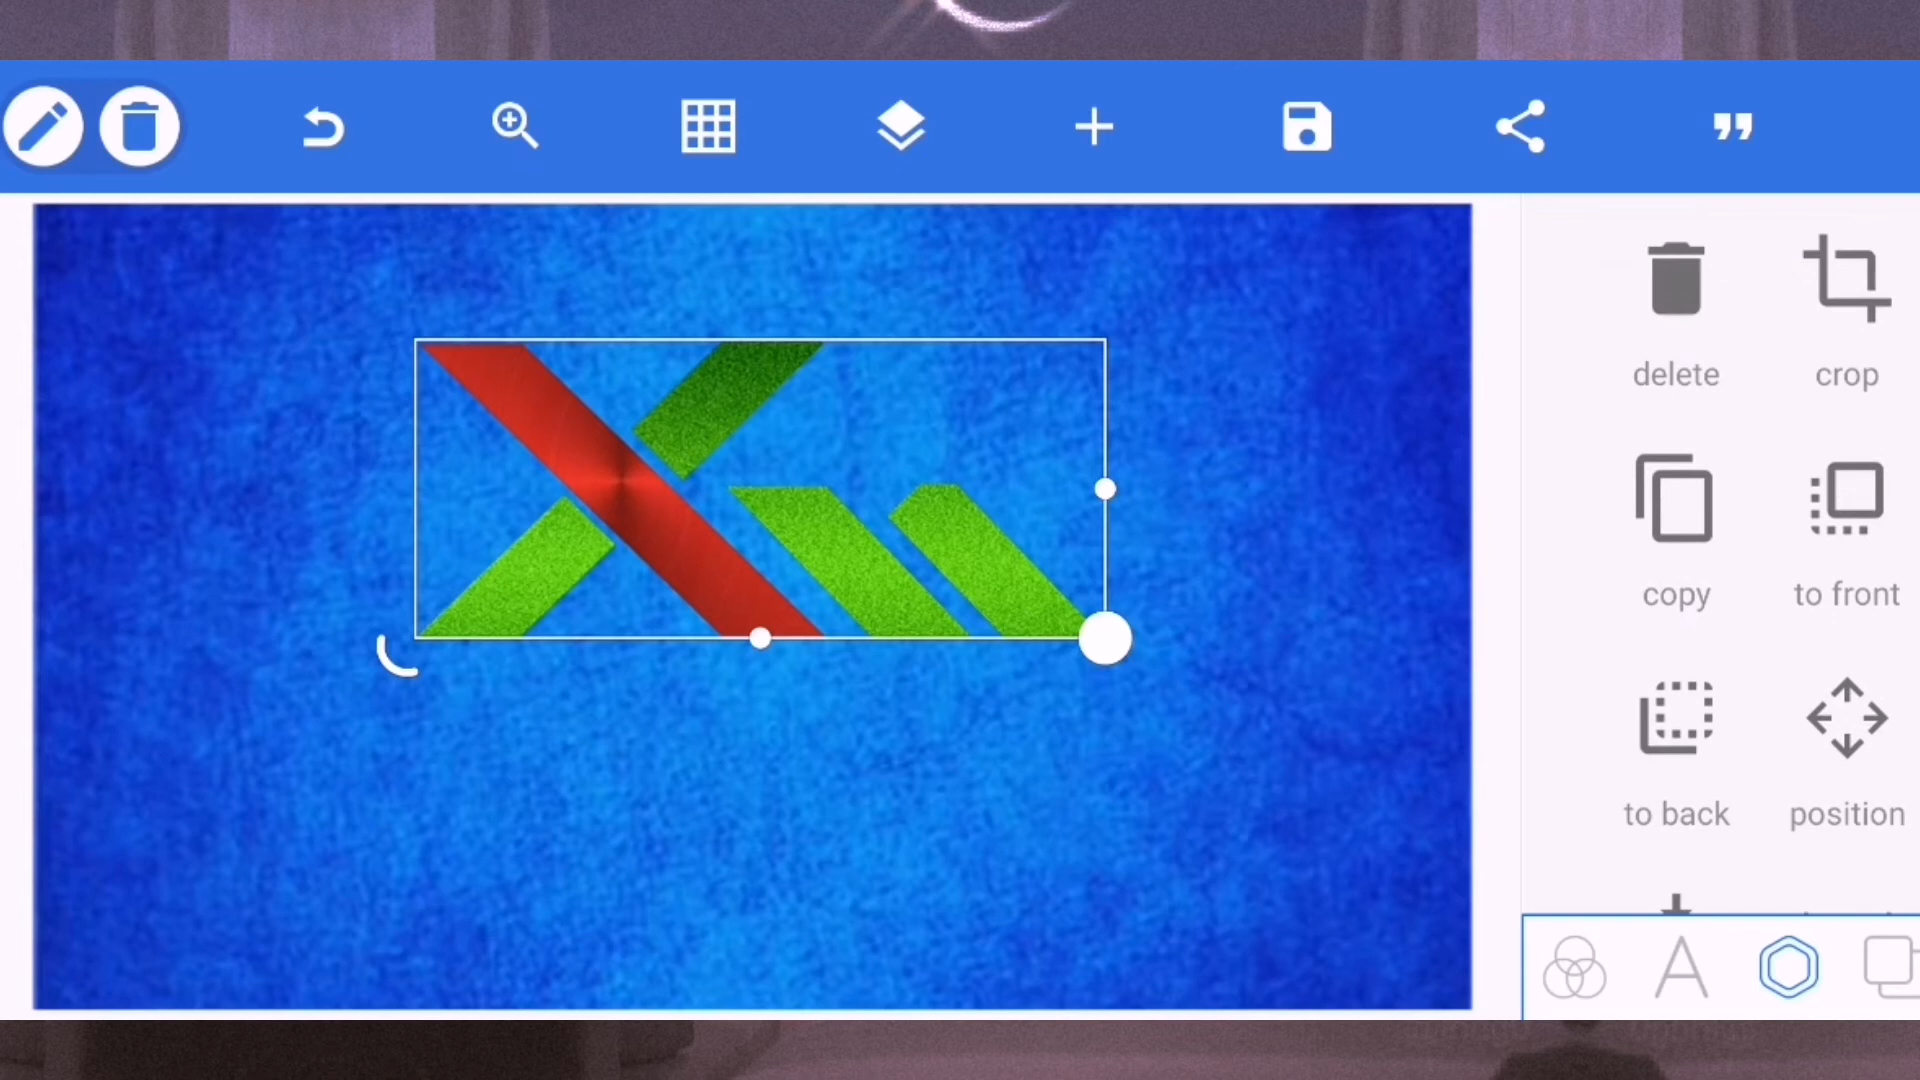 delete
crop
copy
to front
to back
position
A